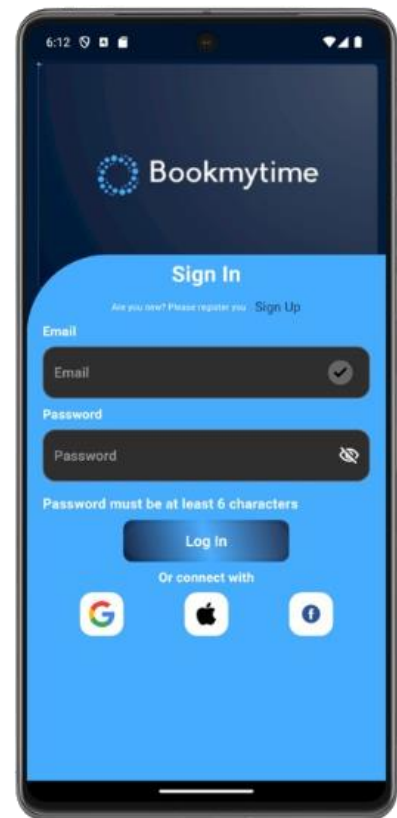 6:12
Bookmytime
Sign In
Are you new? Please register you Sign Up
Email
Email
Password
Password
Password must be at least 6 characters
Log In
Or connect with